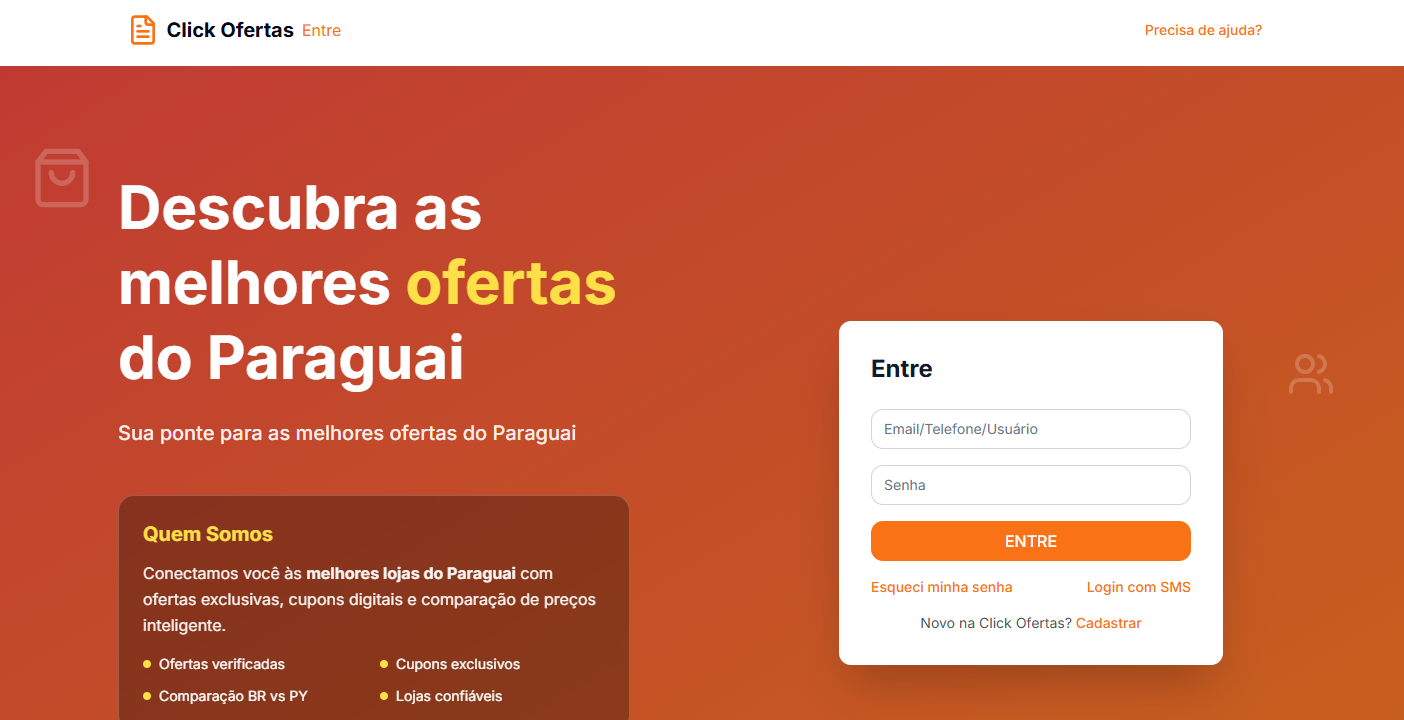 Click Ofertas Entre
Precisa de ajuda?
Descubra as
melhores ofertas
do Paraguai
Sua ponte para as melhores ofertas do Paraguai
Quem Somos
Conectamos você às melhores lojas do Paraguai com
ofertas exclusivas, cupons digitais e comparação de preços
inteligente.
Ofertas verificadas
Cupons exclusivos
Comparação BR vs PY
Lojas confiáveis
Entre
Email/Telefone/Usuário
Senha
ENTRE
Esqueci minha senha
Login com SMS
Novo na Click Ofertas? Cadastrar